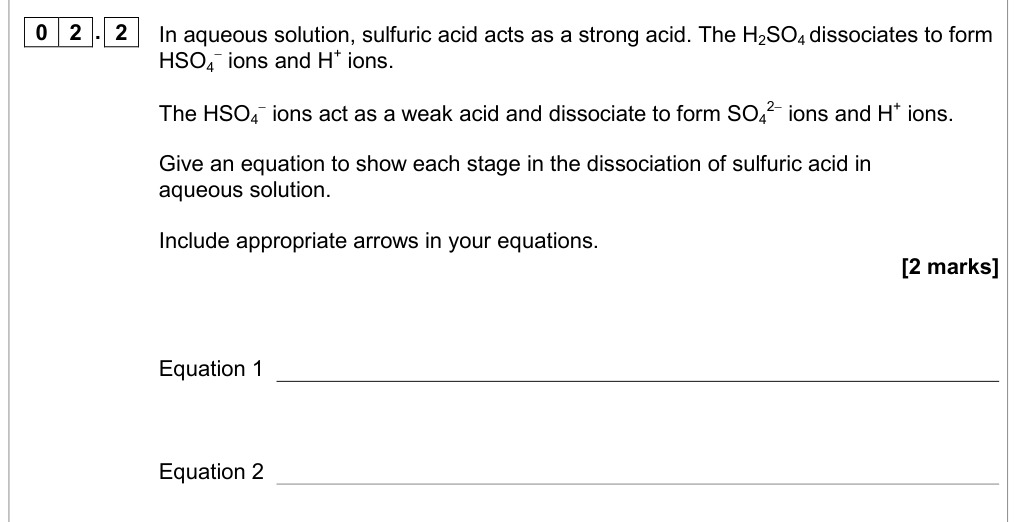 02.2 In aqueous solution, sulfuric acid acts as a strong acid. The H₂SO₄ dissociates to form
HSO₄⁻ ions and H⁺ ions.
The HSO₄⁻ ions act as a weak acid and dissociate to form SO₄²⁻ ions and H⁺ ions.
Give an equation to show each stage in the dissociation of sulfuric acid in
aqueous solution.
Include appropriate arrows in your equations.
[2 marks]
Equation 1
Equation 2